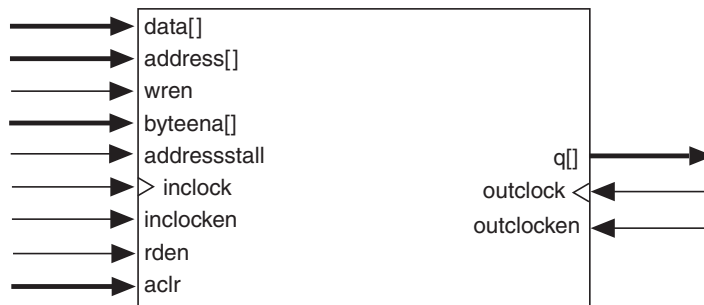 data[]
address[]
wren
byteena[]
addressstall
q[]
inclock
outclock
inclocken
outclocken
rden
aclr